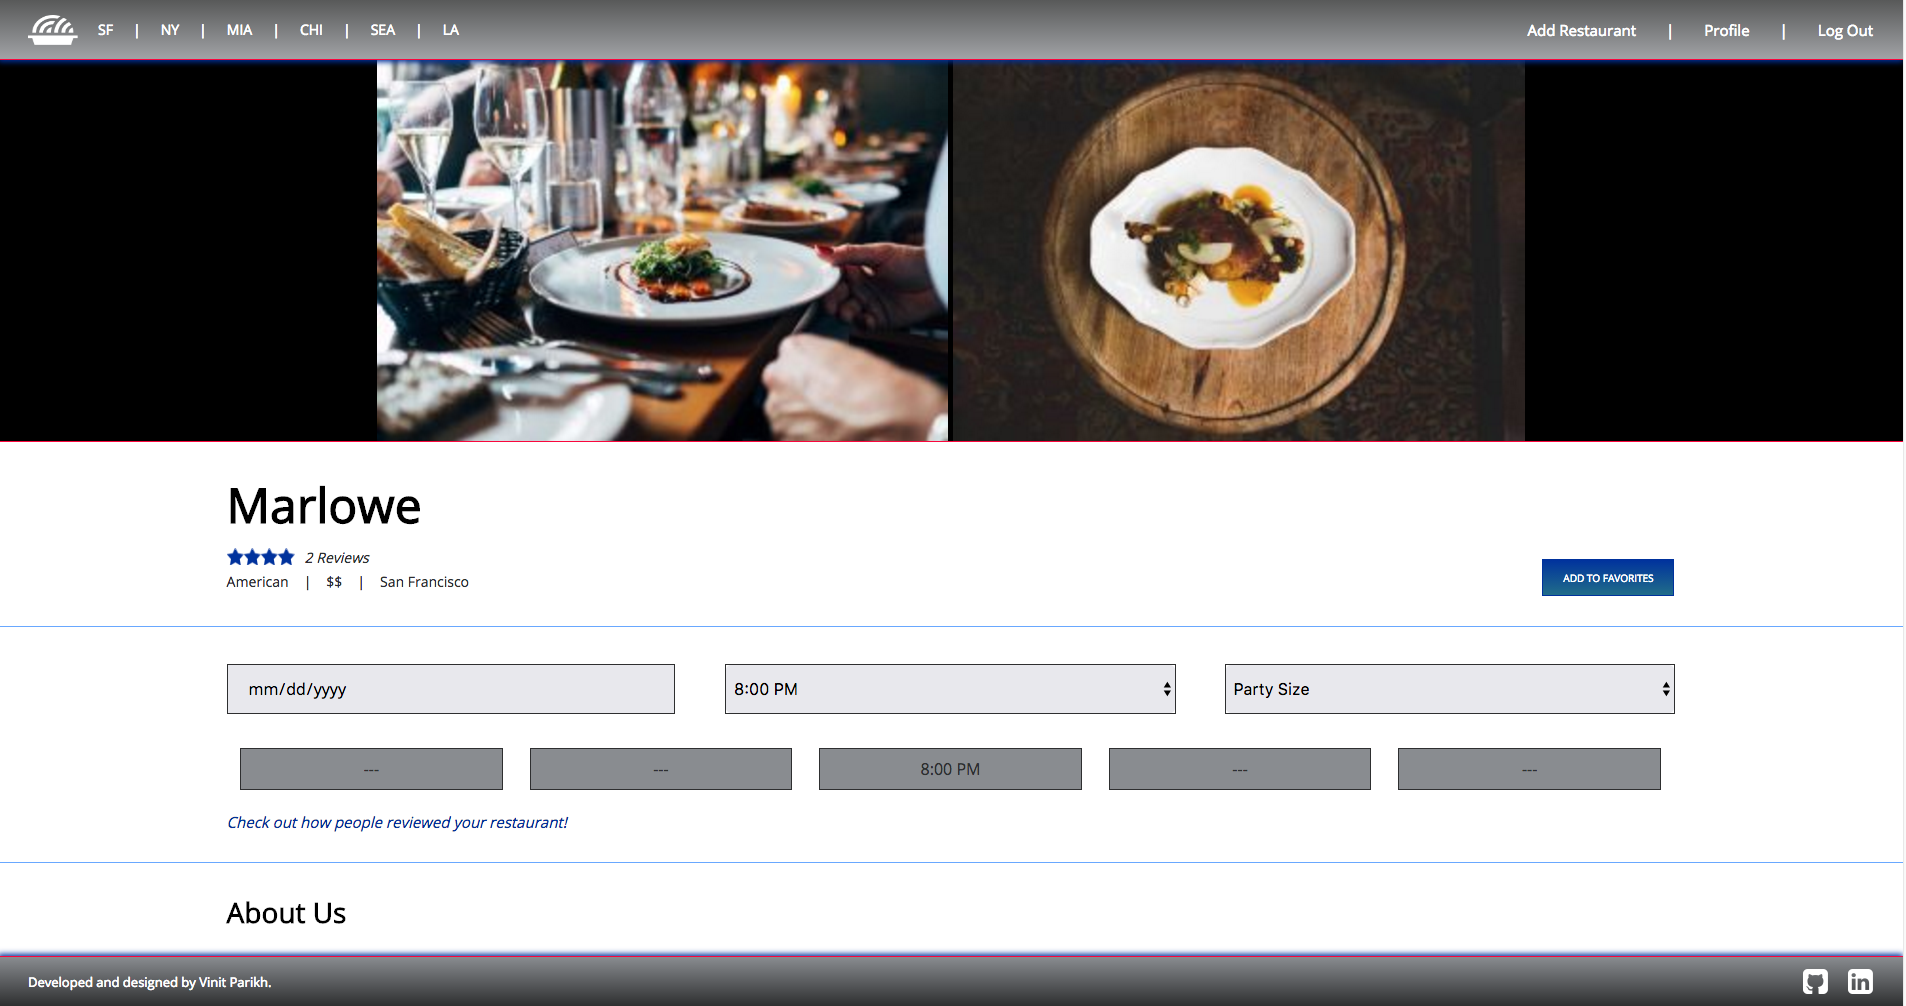 SF | NY | MIA | CHI | SEA | LA
Add Restaurant | Profile | Log Out
Marlowe
2 Reviews
American | $$ | San Francisco
ADD TO FAVORITES
mm/dd/yyyy
8:00 PM
Party Size
---
---
8:00 PM
---
---
Check out how people reviewed your restaurant!
About Us
Developed and designed by Vinit Parikh.
in